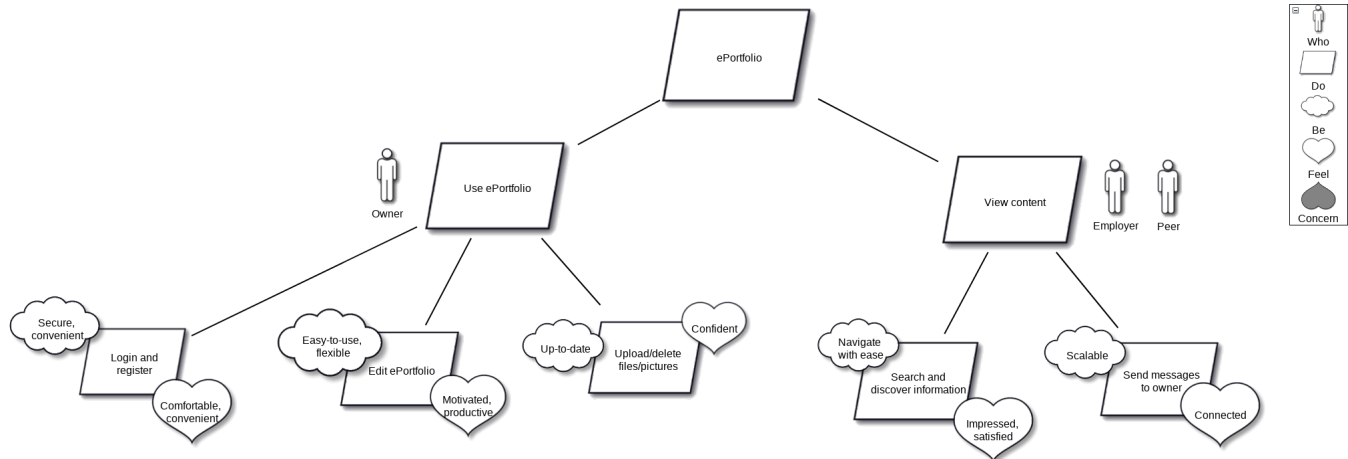 ePortfolio
Who
Do
Be
Feel
Concern
Owner
Use ePortfolio
View content
Employer
Peer
Secure,
convenient
Login and
register
Comfortable,
convenient
Easy-to-use,
flexible
Edit ePortfolio
Motivated,
productive
Up-to-date
Upload/delete
files/pictures
Confident
Navigate
with ease
Search and
discover information
Impressed,
satisfied
Scalable
Send messages
to owner
Connected